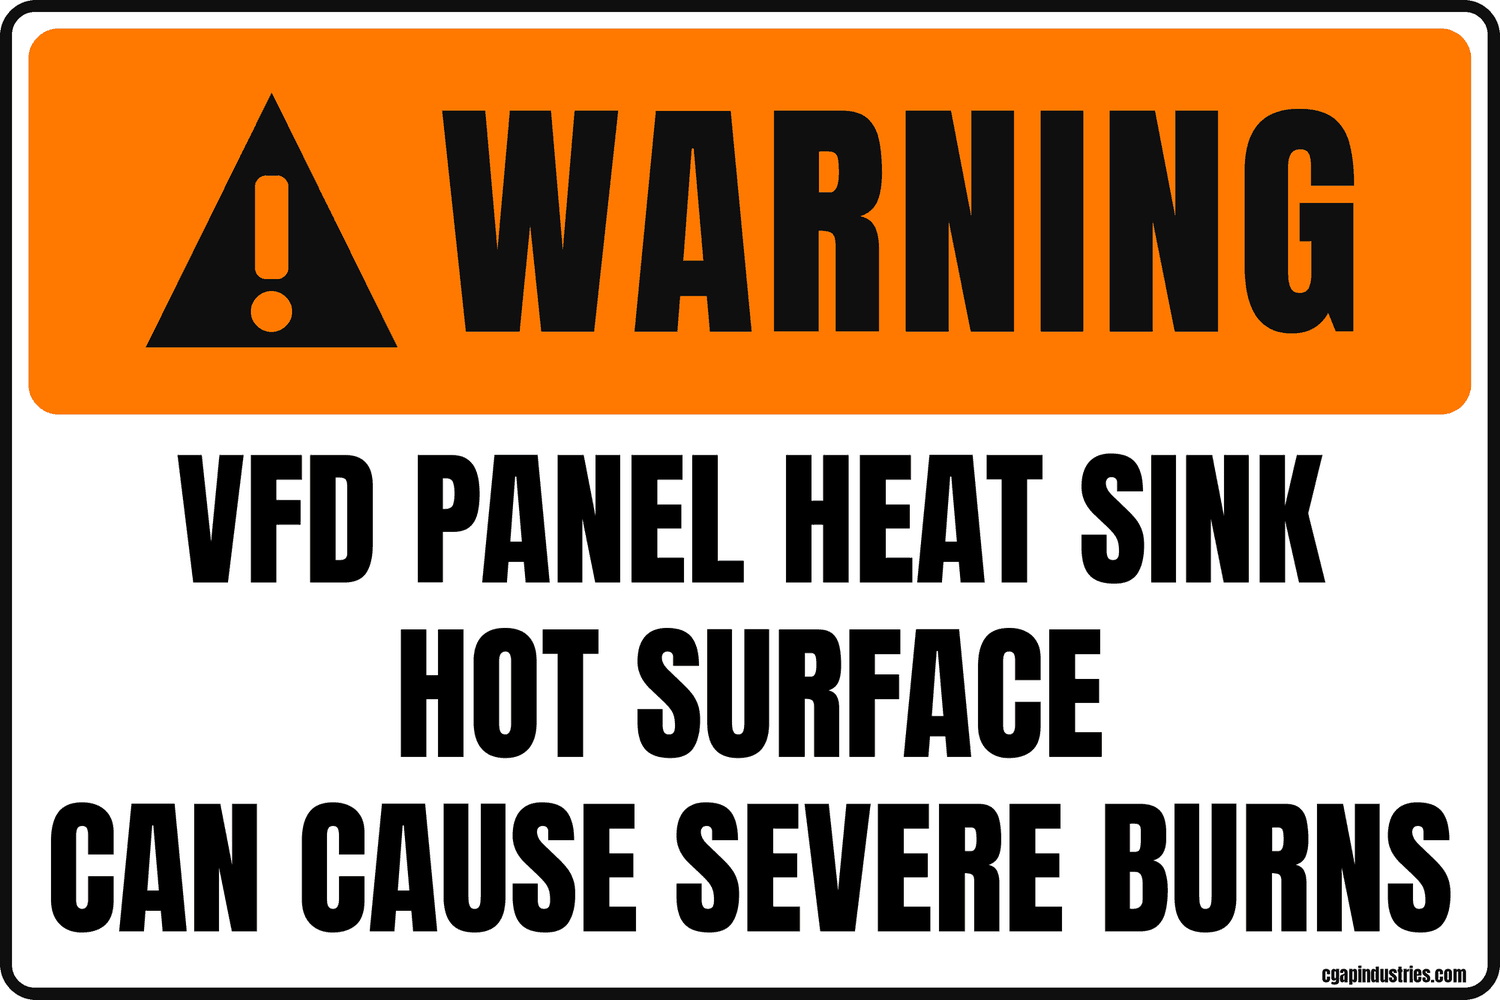 WARNING
VFD PANEL HEAT SINK
HOT SURFACE
CAN CAUSE SEVERE BURNS
cgapindustries.com